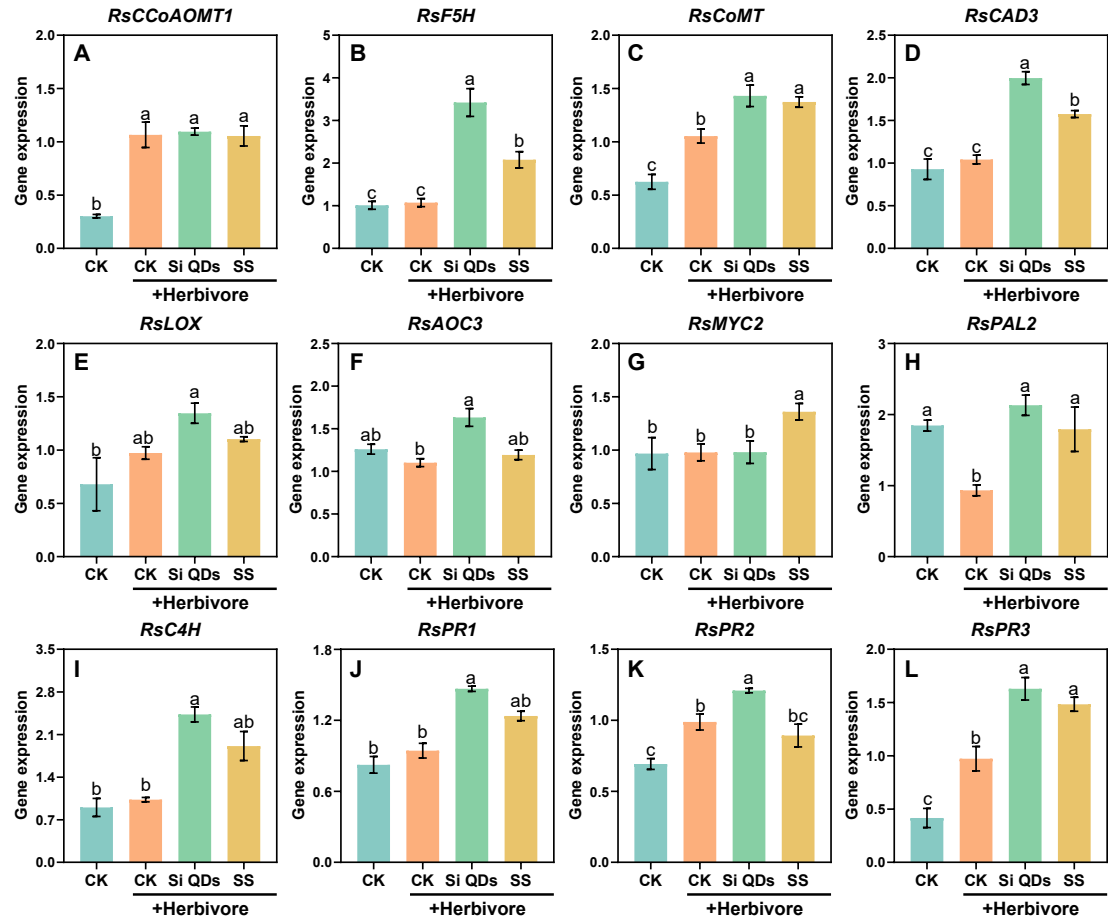 RsCCoAOMT1
A
Gene expression
2.0
1.5
1.0
0.5
0.0
b
a
a
a
CK
CK
Si QDs
SS
+Herbivore
RsF5H
B
Gene expression
5
4
3
2
1
0
c
c
a
b
CK
CK
Si QDs
SS
+Herbivore
RsCoMT
C
Gene expression
2.0
1.5
1.0
0.5
0.0
c
b
a
a
CK
CK
Si QDs
SS
+Herbivore
RsCAD3
D
Gene expression
2.5
2.0
1.5
1.0
0.5
0.0
c
c
a
b
CK
CK
Si QDs
SS
+Herbivore
RsLOX
E
Gene expression
2.0
1.5
1.0
0.5
0.0
b
ab
a
ab
CK
CK
Si QDs
SS
+Herbivore
RsAOC3
F
Gene expression
2.5
2.0
1.5
1.0
0.5
0.0
ab
b
a
ab
CK
CK
Si QDs
SS
+Herbivore
RsMYC2
G
Gene expression
2.0
1.5
1.0
0.5
0.0
b
b
b
a
CK
CK
Si QDs
SS
+Herbivore
RsPAL2
H
Gene expression
3
2
1
0
a
b
a
a
CK
CK
Si QDs
SS
+Herbivore
RsC4H
I
Gene expression
3.5
2.8
2.1
1.4
0.7
0.0
b
b
a
ab
CK
CK
Si QDs
SS
+Herbivore
RsPR1
J
Gene expression
1.8
1.2
0.6
0.0
b
b
a
ab
CK
CK
Si QDs
SS
+Herbivore
RsPR2
K
Gene expression
1.5
1.0
0.5
0.0
c
b
a
bc
CK
CK
Si QDs
SS
+Herbivore
RsPR3
L
Gene expression
2.0
1.5
1.0
0.5
0.0
c
b
a
a
CK
CK
Si QDs
SS
+Herbivore